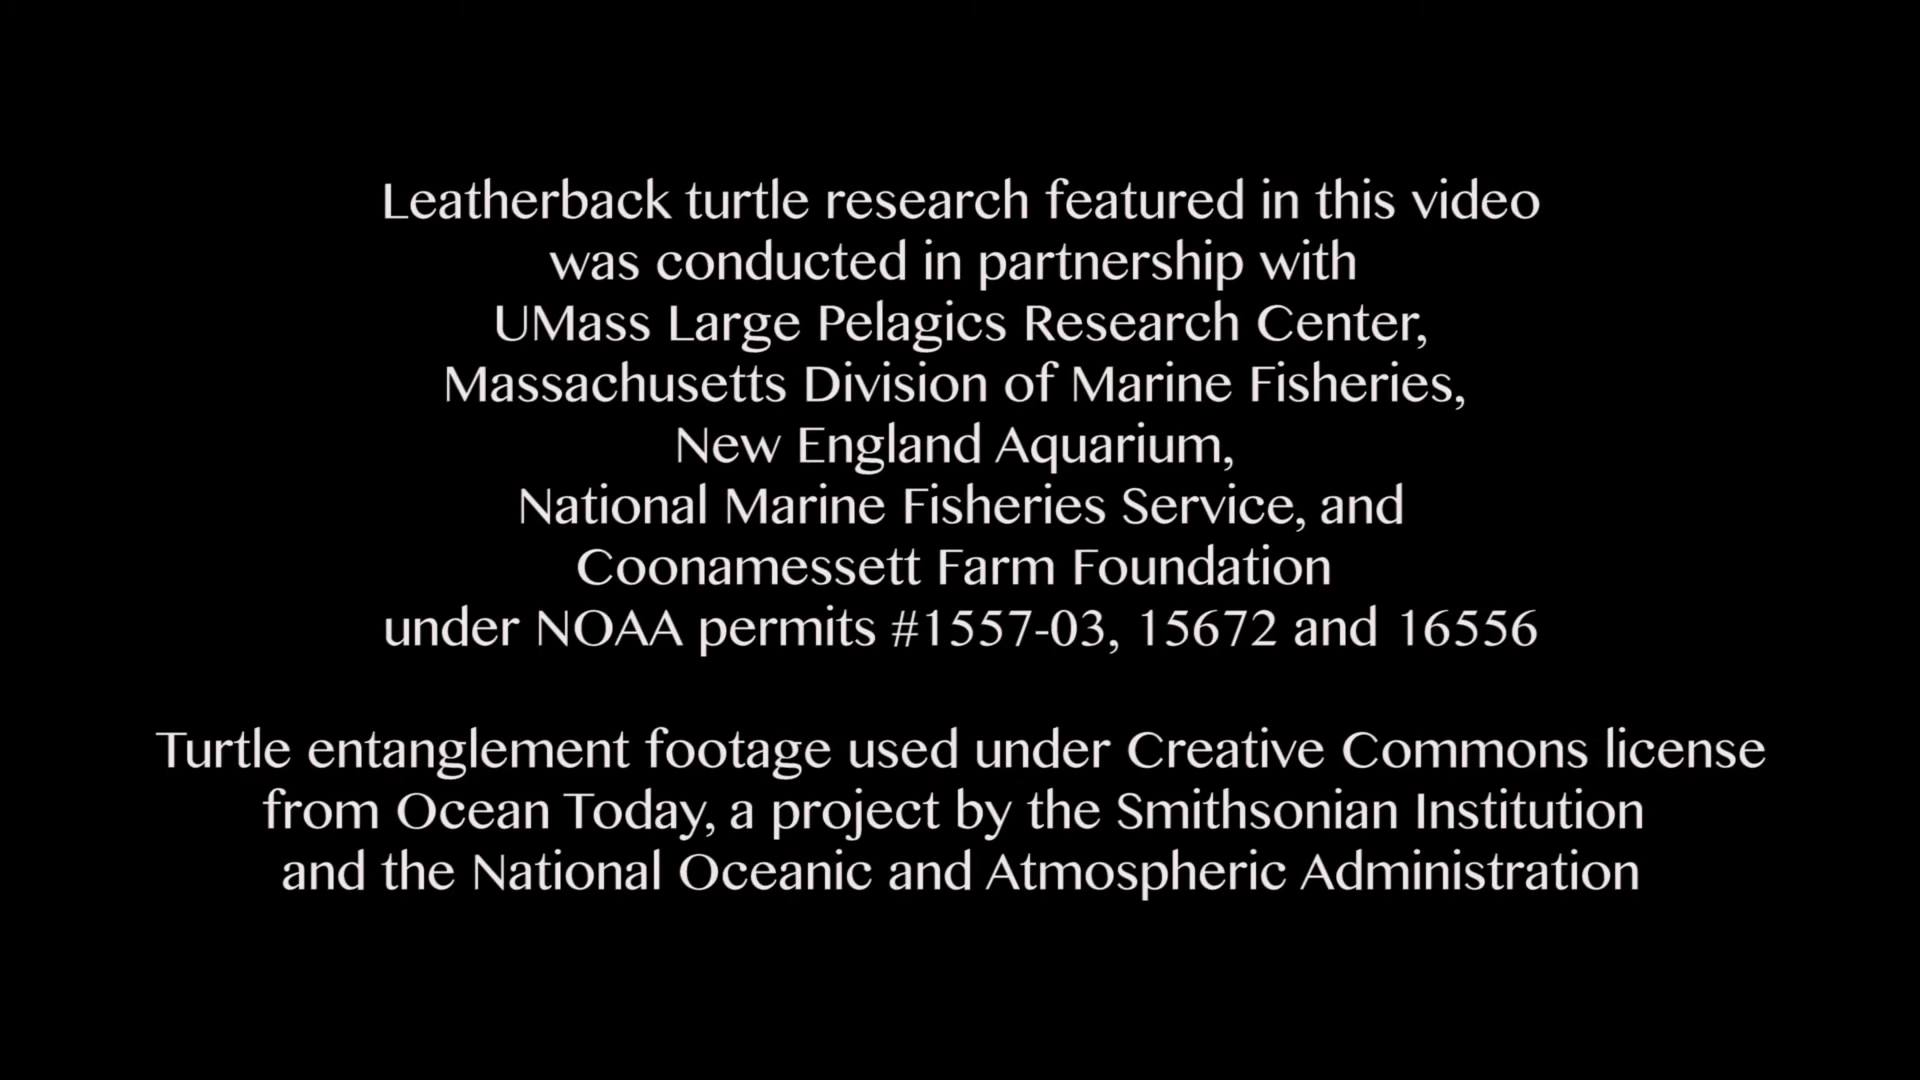 Leatherback turtle research featured in this video
was conducted in partnership with
UMass Large Pelagics Research Center,
Massachusetts Division of Marine Fisheries,
New England Aquarium,
National Marine Fisheries Service, and
Coonamessett Farm Foundation
under NOAA permits #1557-03, 15672 and 16556
Turtle entanglement footage used under Creative Commons license
from Ocean Today, a project by the Smithsonian Institution
and the National Oceanic and Atmospheric Administration